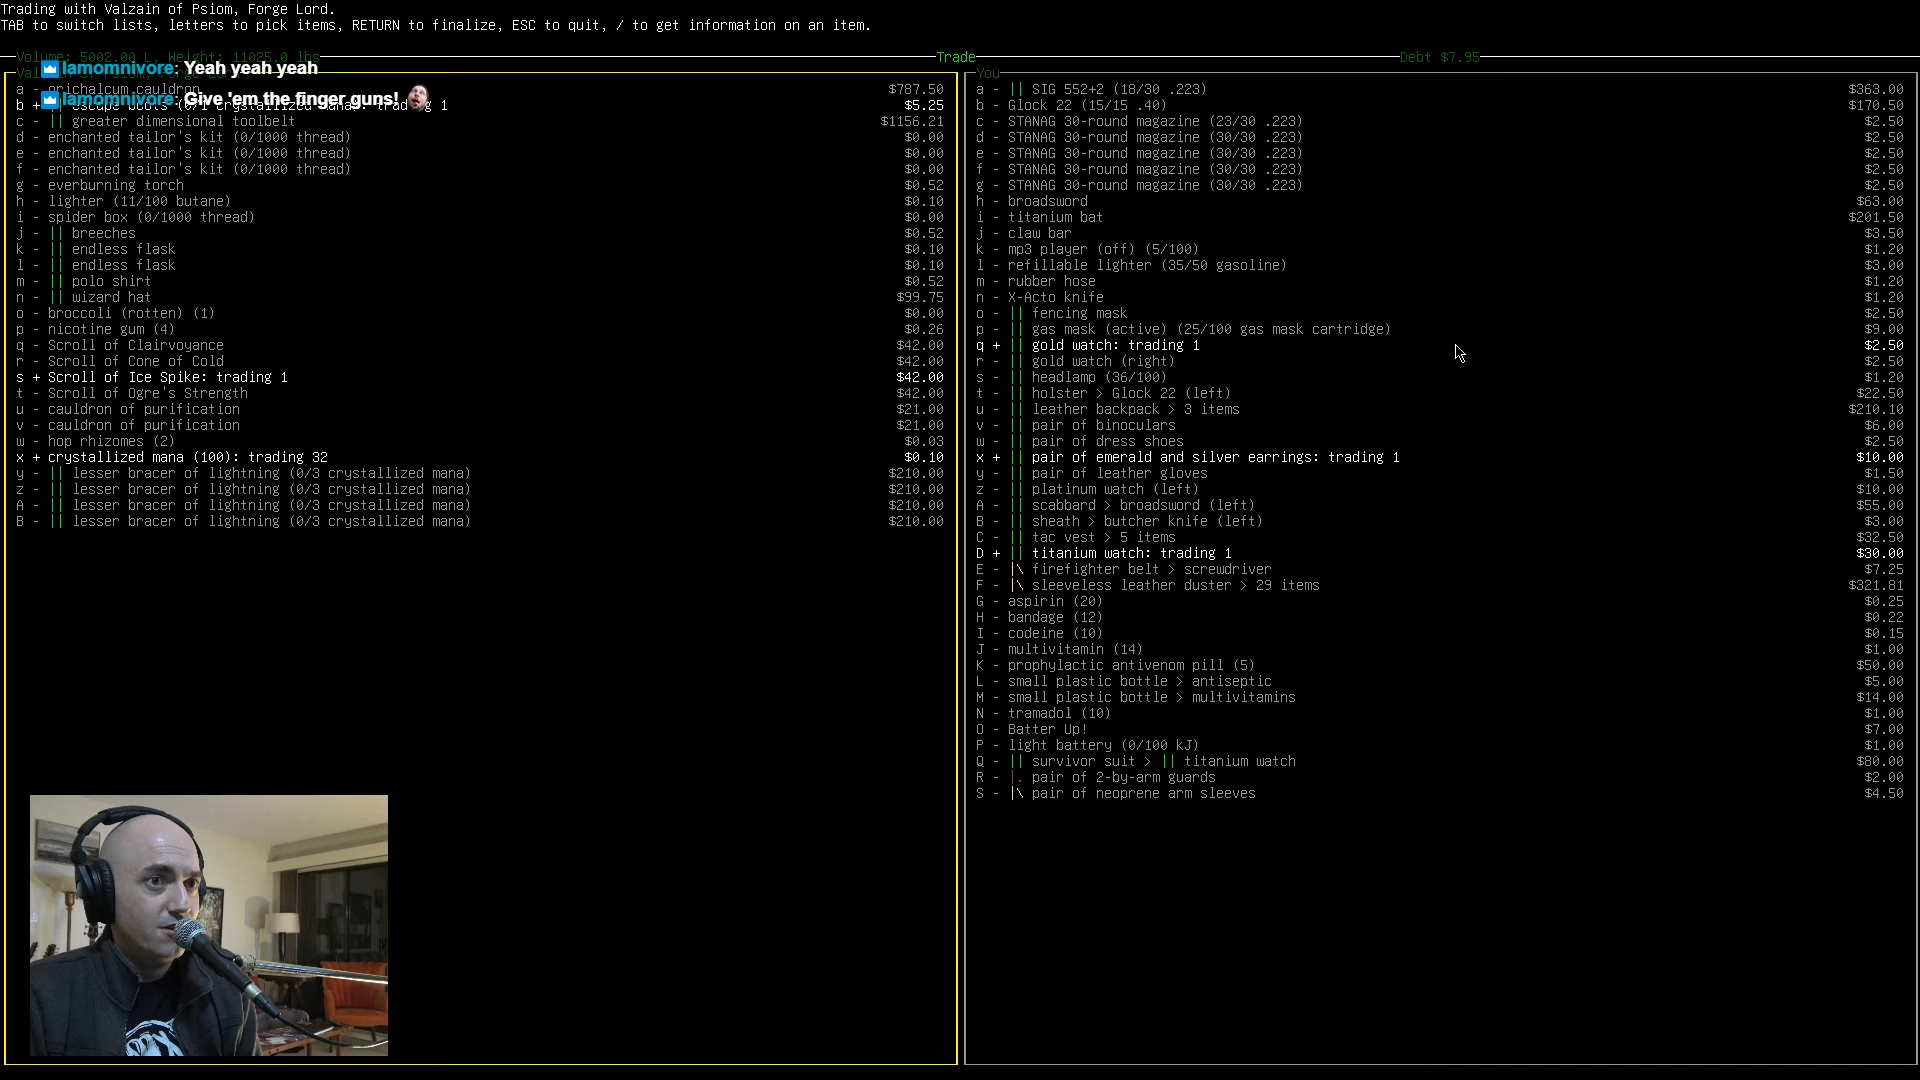 Trading with Valzain of Psiom, Forge Lord.
TAB to switch lists, letters to pick items, RETURN to finalize, ESC to quit, / to get information on an item.
Volume: 5002.00 L, Weight: 11025.0 lbs
Trade
Debt $7.95
Iamomnivore: Yeah yeah yeah
Iamomnivore: Give 'em the finger guns!
a - orichalcum cauldron $787.50
b + || escape boots (0/1 crystallized mana): trading 1 $5.25
c - || greater dimensional toolbelt $1156.21
d - enchanted tailor's kit (0/1000 thread) $0.00
e - enchanted tailor's kit (0/1000 thread) $0.00
f - enchanted tailor's kit (0/1000 thread) $0.00
g - everburning torch $0.52
h - lighter (11/100 butane) $0.10
i - spider box (0/1000 thread) $0.00
j - || breeches $0.52
k - || endless flask $0.10
l - || endless flask $0.10
m - || polo shirt $0.52
n - || wizard hat $99.75
o - broccoli (rotten) (1) $0.00
p - nicotine gum (4) $0.26
q - Scroll of Clairvoyance $42.00
r - Scroll of Cone of Cold $42.00
s + Scroll of Ice Spike: trading 1 $42.00
t - Scroll of Ogre's Strength $42.00
u - cauldron of purification $21.00
v - cauldron of purification $21.00
w - hop rhizomes (2) $0.03
x + crystallized mana (100): trading 32 $0.10
y - || lesser bracer of lightning (0/3 crystallized mana) $210.00
z - || lesser bracer of lightning (0/3 crystallized mana) $210.00
A - || lesser bracer of lightning (0/3 crystallized mana) $210.00
B - || lesser bracer of lightning (0/3 crystallized mana) $210.00
You
a - || SIG 552+2 (18/30 .223) $363.00
b - Glock 22 (15/15 .40) $170.50
c - STANAG 30-round magazine (23/30 .223) $2.50
d - STANAG 30-round magazine (30/30 .223) $2.50
e - STANAG 30-round magazine (30/30 .223) $2.50
f - STANAG 30-round magazine (30/30 .223) $2.50
g - STANAG 30-round magazine (30/30 .223) $2.50
h - broadsword $63.00
i - titanium bat $201.50
j - claw bar $3.50
k - mp3 player (off) (5/100) $1.20
l - refillable lighter (35/50 gasoline) $3.00
m - rubber hose $1.20
n - X-Acto knife $1.20
o - || fencing mask $2.50
p - || gas mask (active) (25/100 gas mask cartridge) $9.00
q + || gold watch: trading 1 $2.50
r - || gold watch (right) $2.50
s - || headlamp (36/100) $1.20
t - || holster > Glock 22 (left) $22.50
u - || leather backpack > 3 items $210.10
v - || pair of binoculars $6.00
w - || pair of dress shoes $2.50
x + || pair of emerald and silver earrings: trading 1 $10.00
y - || pair of leather gloves $1.50
z - || platinum watch (left) $10.00
A - || scabbard > broadsword (left) $55.00
B - || sheath > butcher knife (left) $3.00
C - || tac vest > 5 items $32.50
D + || titanium watch: trading 1 $30.00
E - |\ firefighter belt > screwdriver $7.25
F - |\ sleeveless leather duster > 29 items $321.81
G - aspirin (20) $0.25
H - bandage (12) $0.22
I - codeine (10) $0.15
J - multivitamin (14) $1.00
K - prophylactic antivenom pill (5) $50.00
L - small plastic bottle > antiseptic $5.00
M - small plastic bottle > multivitamins $14.00
N - tramadol (10) $1.00
O - Batter Up! $7.00
P - light battery (0/100 kJ) $1.00
Q - || survivor suit > || titanium watch $80.00
R - |. pair of 2-by-arm guards $2.00
S - |\ pair of neoprene arm sleeves $4.50